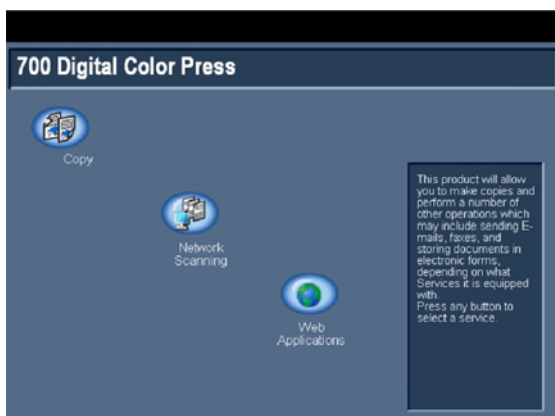 700 Digital Color Press
Copy
Network
Scanning
Web
Applications
This product will allow
you to make copies and
perform a number of
other operations which
may include sending E-
mails, faxes, and
storing documents in
electronic forms,
depending on what
Services it is equipped
with.
Press any button to
select a service.